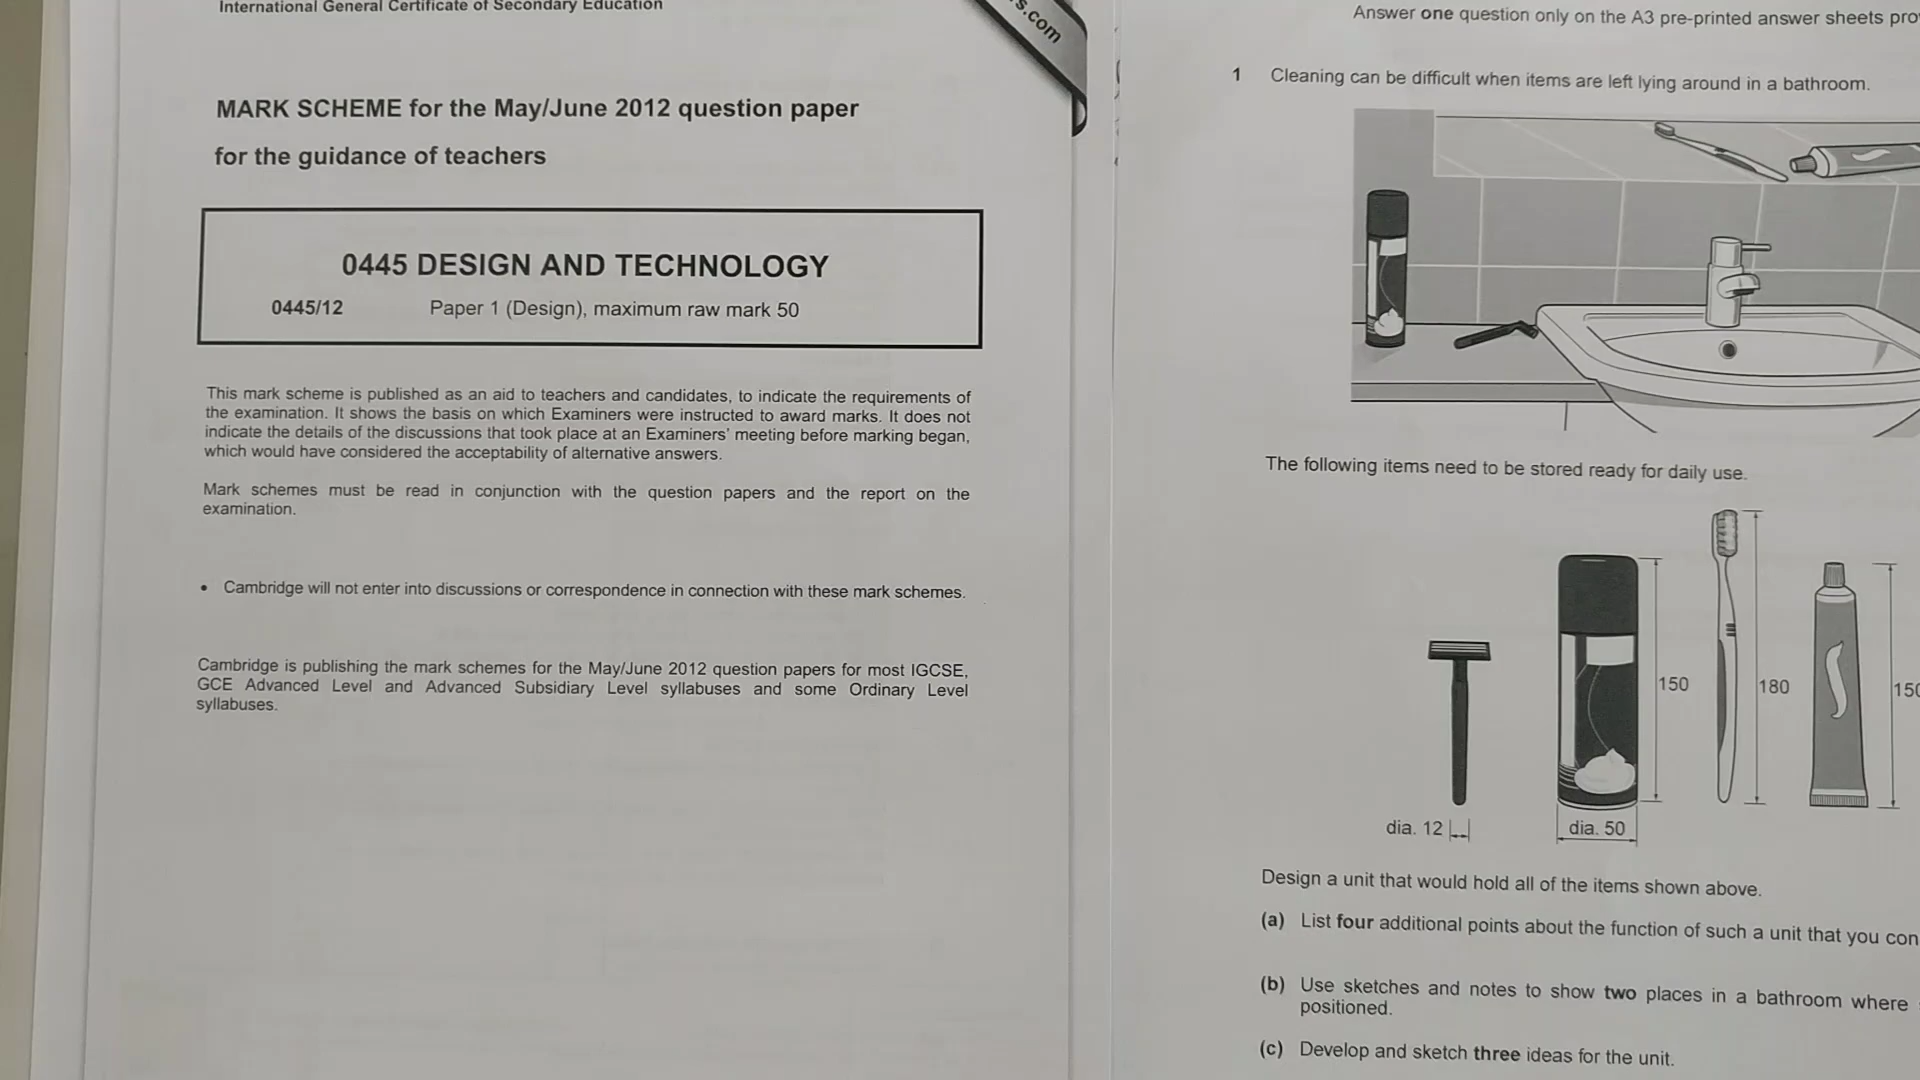 International General Certificate of Secondary Education
s.com
MARK SCHEME for the May/June 2012 question paper
for the guidance of teachers
0445 DESIGN AND TECHNOLOGY
0445/12 Paper 1 (Design), maximum raw mark 50
This mark scheme is published as an aid to teachers and candidates, to indicate the requirements of
the examination. It shows the basis on which Examiners were instructed to award marks. It does not
indicate the details of the discussions that took place at an Examiners' meeting before marking began,
which would have considered the acceptability of alternative answers.
Mark schemes must be read in conjunction with the question papers and the report on the
examination.
• Cambridge will not enter into discussions or correspondence in connection with these mark schemes.
Cambridge is publishing the mark schemes for the May/June 2012 question papers for most IGCSE,
GCE Advanced Level and Advanced Subsidiary Level syllabuses and some Ordinary Level
syllabuses.
Answer one question only on the A3 pre-printed answer sheets
1 Cleaning can be difficult when items are left lying around in a bathroom.
The following items need to be stored ready for daily use.
150
180
dia. 12
dia. 50
Design a unit that would hold all of the items shown above.
(a) List four additional points about the function of such a unit that you
(b) Use sketches and notes to show two places in a bathroom where
positioned.
(c) Develop and sketch three ideas for the unit.